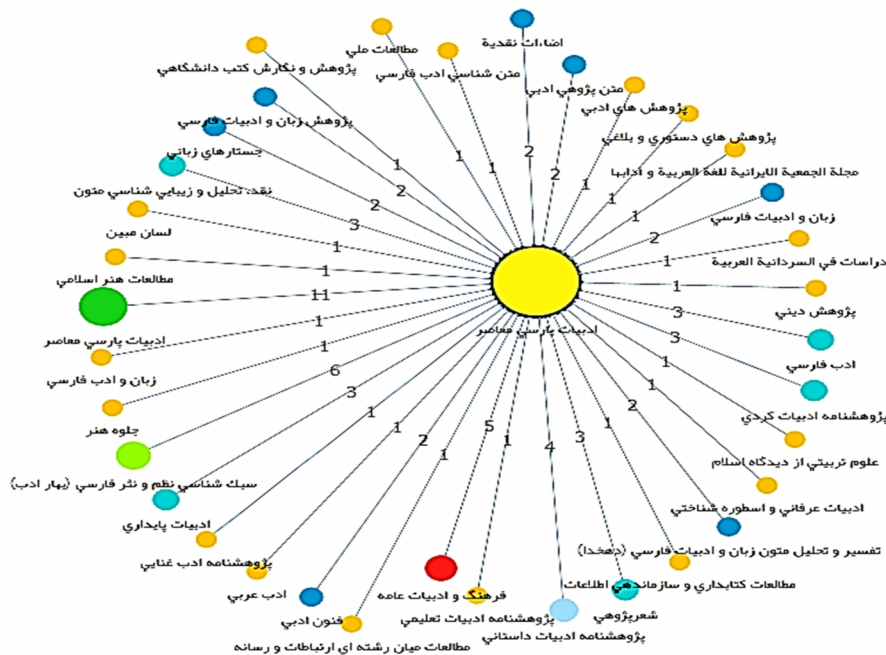 اضاءات نقدية
مطالعات ملي
متن شناسي ادب فارسي
پژوهش و نگارش كتب دانشگاهي
متن پژوهي ادبي
پژوهش هاي ادبي
پژوهش زبان و ادبيات فارسي
پژوهش هاي دستوري و بلاغي
جستارهاي زباني
مجلة الجمعية الايرانية للغة العربية و آدابها
نقد، تحليل و زيبايي شناسي متون
زبان و ادبيات فارسي
لسان مبين
دراسات في السردانية العربية
مطالعات هنر اسلامي
پژوهش ديني
ادبيات پارسي معاصر
ادبيات پارسي معاصر
ادب فارسي
زبان و ادب فارسي
پژوهشنامه ادبيات كردي
جلوه هنر
علوم تربيتي از ديدگاه اسلام
سبك شناسي نظم و نثر فارسي (بهار ادب)
ادبيات عرفاني و اسطوره شناختي
ادبيات پايداري
تفسير و تحليل متون زبان و ادبيات فارسي (دهخدا)
پژوهشنامه ادب غنايي
مطالعات كتابداري و سازماندهي اطلاعات
ادب عربي
فرهنگ و ادبيات عامه
شعرپژوهي
فنون ادبي
پژوهشنامه ادبيات تعليمي
پژوهشنامه ادبيات داستاني
مطالعات ميان رشته اي ارتباطات و رسانه
1
1
1
2
2
1
1
1
2
1
1
3
3
1
1
2
1
3
4
1
5
1
2
1
1
3
6
1
1
11
1
1
3
2
2